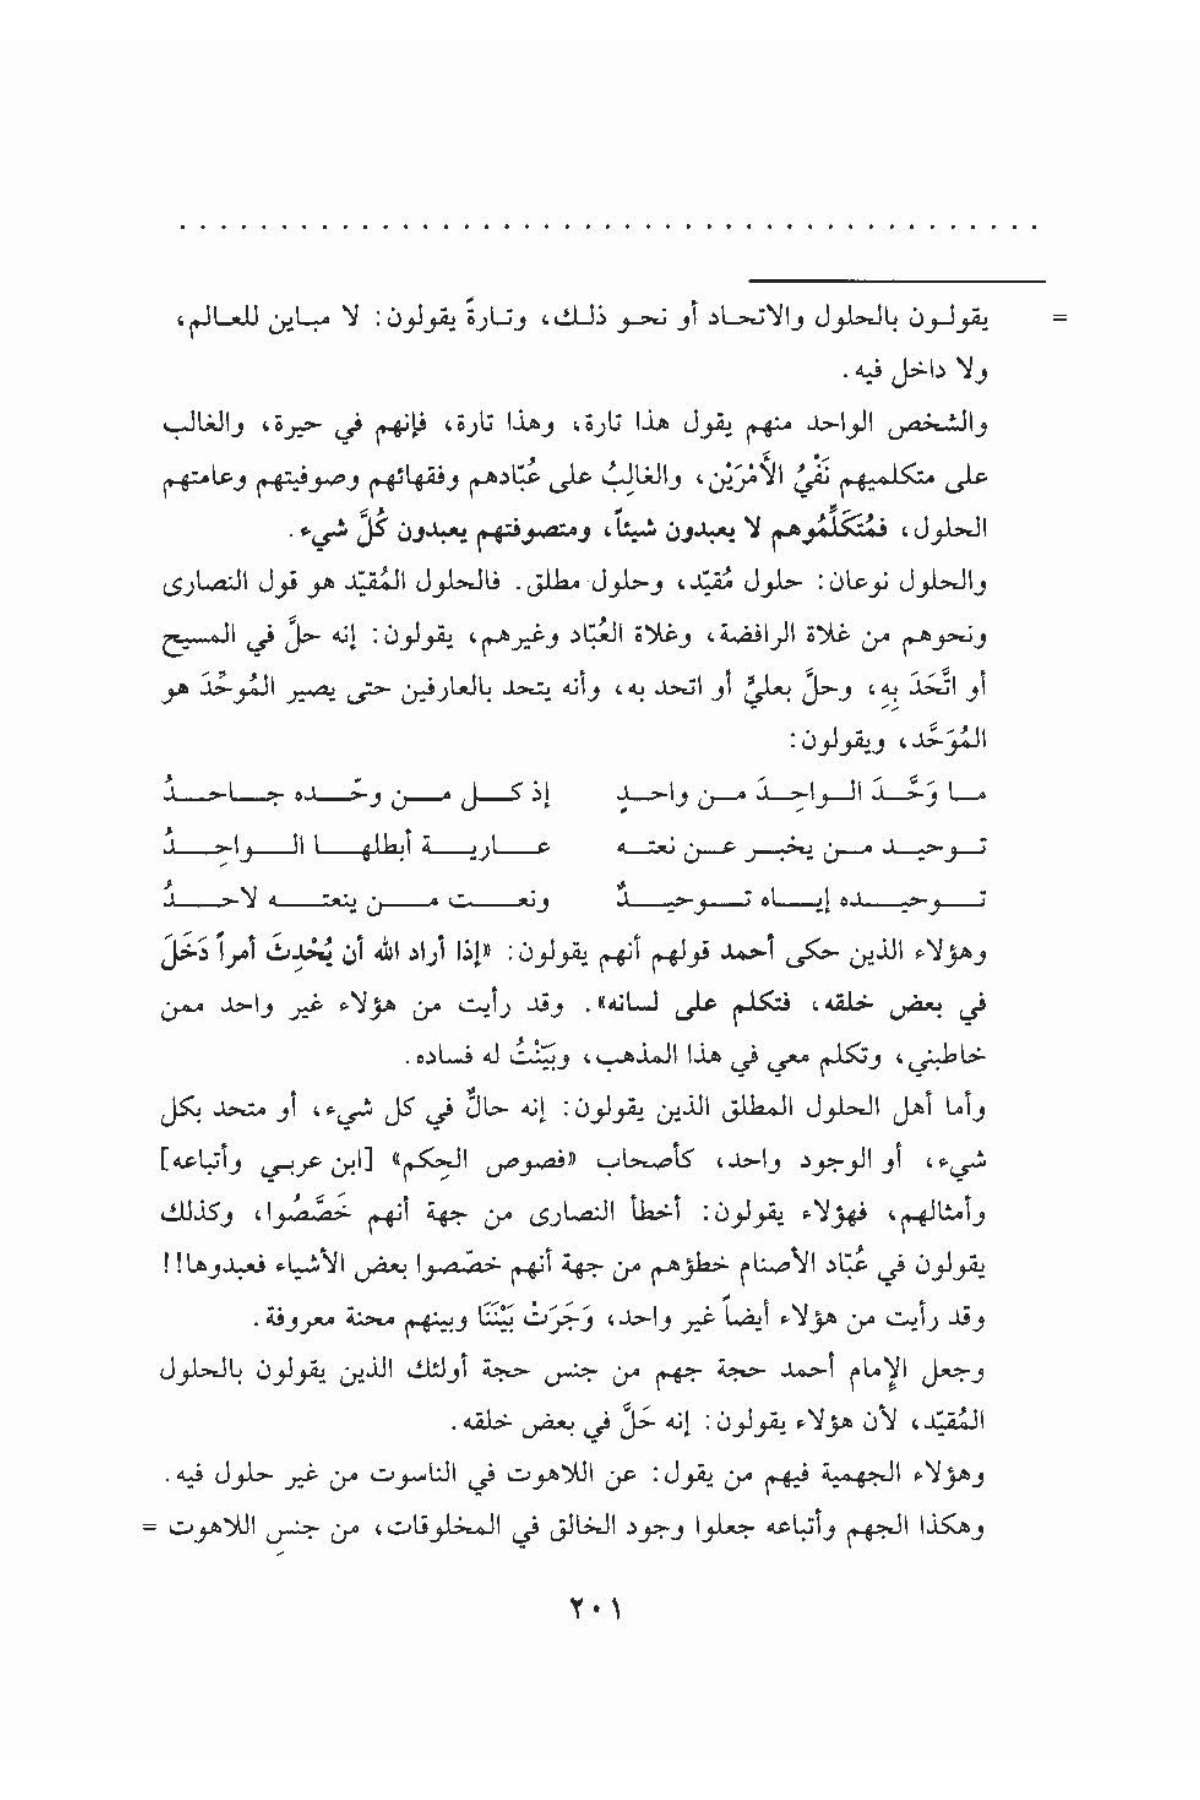 = يقولون بالحلول والاتحاد أو نحو ذلك، وتارةً يقولون: لا مباين للعالم،
ولا داخل فيه.
والشخص الواحد منهم يقول هذا تارة، وهذا تارة، فإنهم في حيرة، والغالب
على متكلميهم نَفْيُ الأَمْرَيْن، والغالِبُ على عُبّادهم وفقهائهم وصوفيتهم وعامتهم
الحلول، فمُتَكَلِّمُوهم لا يعبدون شيئاً، ومتصوفتهم يعبدون كُلَّ شيء.
والحلول نوعان: حلول مُقيّد، وحلول مطلق. فالحلول المُقيّد هو قول النصارى
ونحوهم من غلاة الرافضة، وغلاة العُبّاد وغيرهم، يقولون: إنه حلَّ في المسيح
أو اتَّحَدَ بِهِ، وحلَّ بعليٍّ أو اتحد به، وأنه يتحد بالعارفين حتى يصير المُوحِّدَ هو
المُوَحَّد، ويقولون:
ما وَحَّدَ الواحِدَ من واحدٍ إذ كل من وحّده جاحدُ
توحيد من يخبر عن نعته عارية أبطلها الواحِدُ
توحيده إياه توحيدٌ ونعت من ينعته لاحدُ
وهؤلاء الذين حكى أحمد قولهم أنهم يقولون: «إذا أراد الله أن يُحْدِثَ أمراً دَخَلَ
في بعض خلقه، فتكلم على لسانه». وقد رأيت من هؤلاء غير واحد ممن
خاطبني، وتكلم معي في هذا المذهب، وبَيَّنْتُ له فساده.
وأما أهل الحلول المطلق الذين يقولون: إنه حالٌّ في كل شيء، أو متحد بكل
شيء، أو الوجود واحد، كأصحاب «فصوص الحِكم» [ابن عربي وأتباعه]
وأمثالهم، فهؤلاء يقولون: أخطأ النصارى من جهة أنهم خَصَّصُوا، وكذلك
يقولون في عُبّاد الأصنام خطؤهم من جهة أنهم خصّصوا بعض الأشياء فعبدوها!!
وقد رأيت من هؤلاء أيضاً غير واحد، وَجَرَتْ بَيْنَنَا وبينهم محنة معروفة.
وجعل الإمام أحمد حجة جهم من جنس حجة أولئك الذين يقولون بالحلول
المُقيّد، لأن هؤلاء يقولون: إنه حَلَّ في بعض خلقه.
وهؤلاء الجهمية فيهم من يقول: عن اللاهوت في الناسوت من غير حلول فيه.
وهكذا الجهم وأتباعه جعلوا وجود الخالق في المخلوقات، من جنسِ اللاهوت =
٢٠١